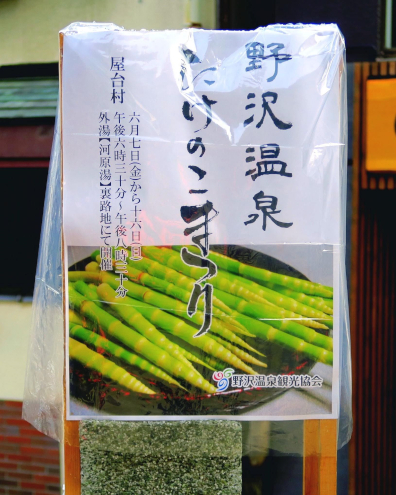 野沢温泉
たけのこまつり
屋台村
六月七日(金)から十六日(日)
午後六時三十分～午後八時三十分
外湯【河原湯】裏路地にて開催
野沢温泉観光協会